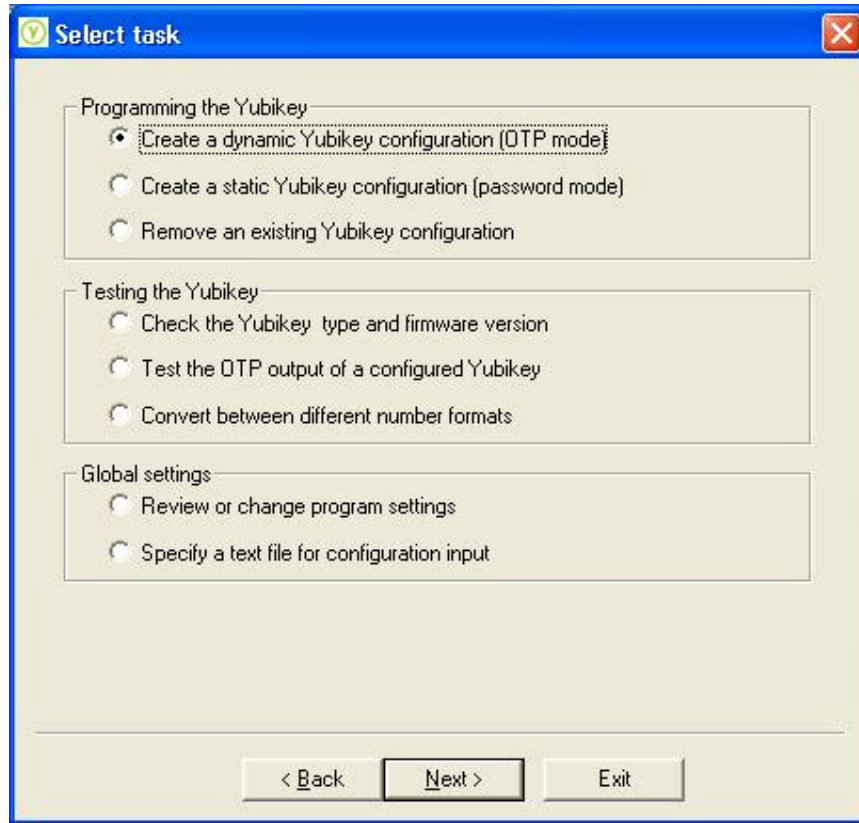 Select task
Programming the Yubikey
Create a dynamic Yubikey configuration (OTP mode)
Create a static Yubikey configuration (password mode)
Remove an existing Yubikey configuration
Testing the Yubikey
Check the Yubikey  type and firmware version
Test the OTP output of a configured Yubikey
Convert between different number formats
Global settings
Review or change program settings
Specify a text file for configuration input
< Back
Next >
Exit